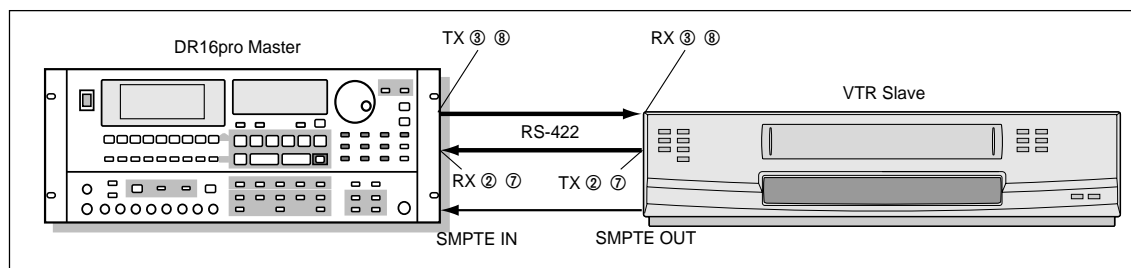 DR16pro Master
TX ③ ⑧
RX ③ ⑧
VTR Slave
RS-422
RX ② ⑦
TX ② ⑦
SMPTE IN
SMPTE OUT